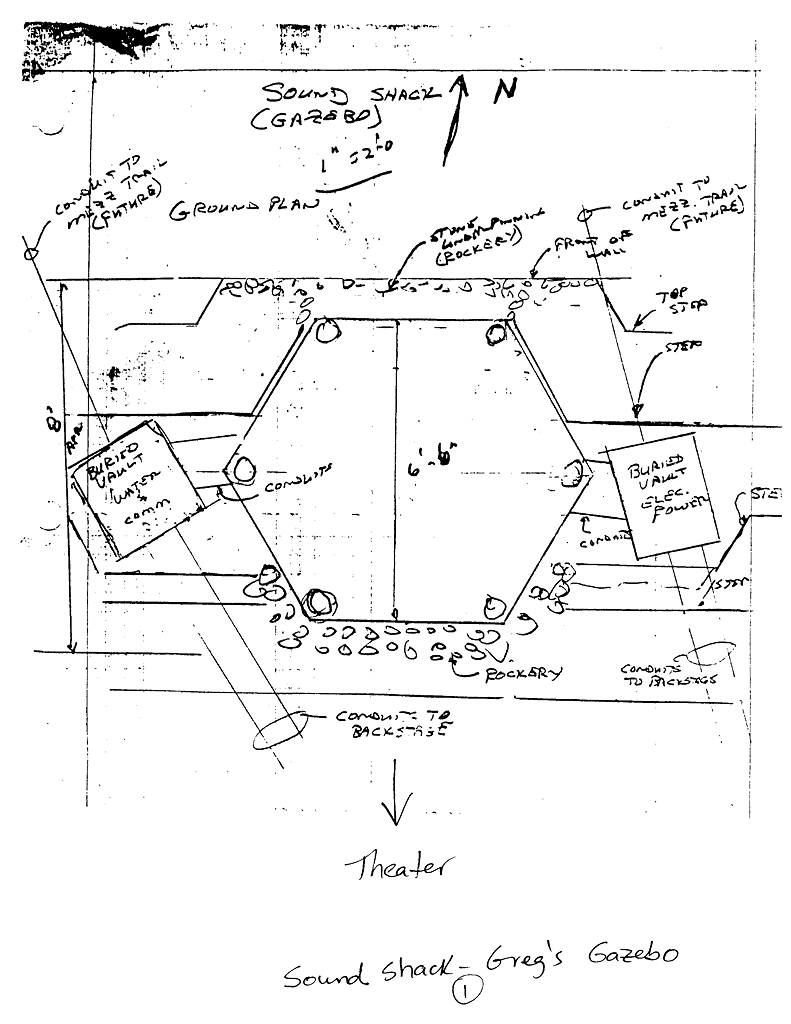 SOUND SHACK
(GAZEBO)
N
1" = 2'-0
GROUND PLAN
CONDUIT TO
MEZZ TRAIL
(FUTURE)
STONE
UNDERPINNING
(ROCKERY)
FRONT OF
WALL
CONDUIT TO
MEZZ. TRAIL
(FUTURE)
TOP
STEP
STEP
8'
APR.
6'-6"
BURIED
VAULT
WATER
+
COMM
CONDUITS
BURIED
VAULT
ELEC.
POWER
CONDUIT
STE
STEP
ROCKERY
CONDUITS
TO BACKSTAGE
CONDUITS TO
BACKSTAGE
Theater
Sound Shack - Greg's Gazebo
1